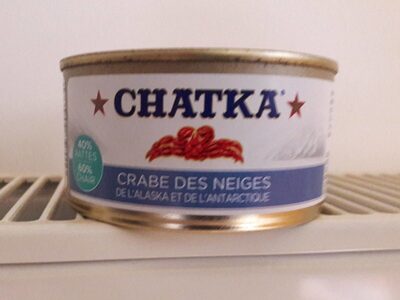 CHATKA
40%
PATTES
60%
CHAIR
CRABE DES NEIGES
DE L'ALASKA ET DE L'ANTARCTIQUE